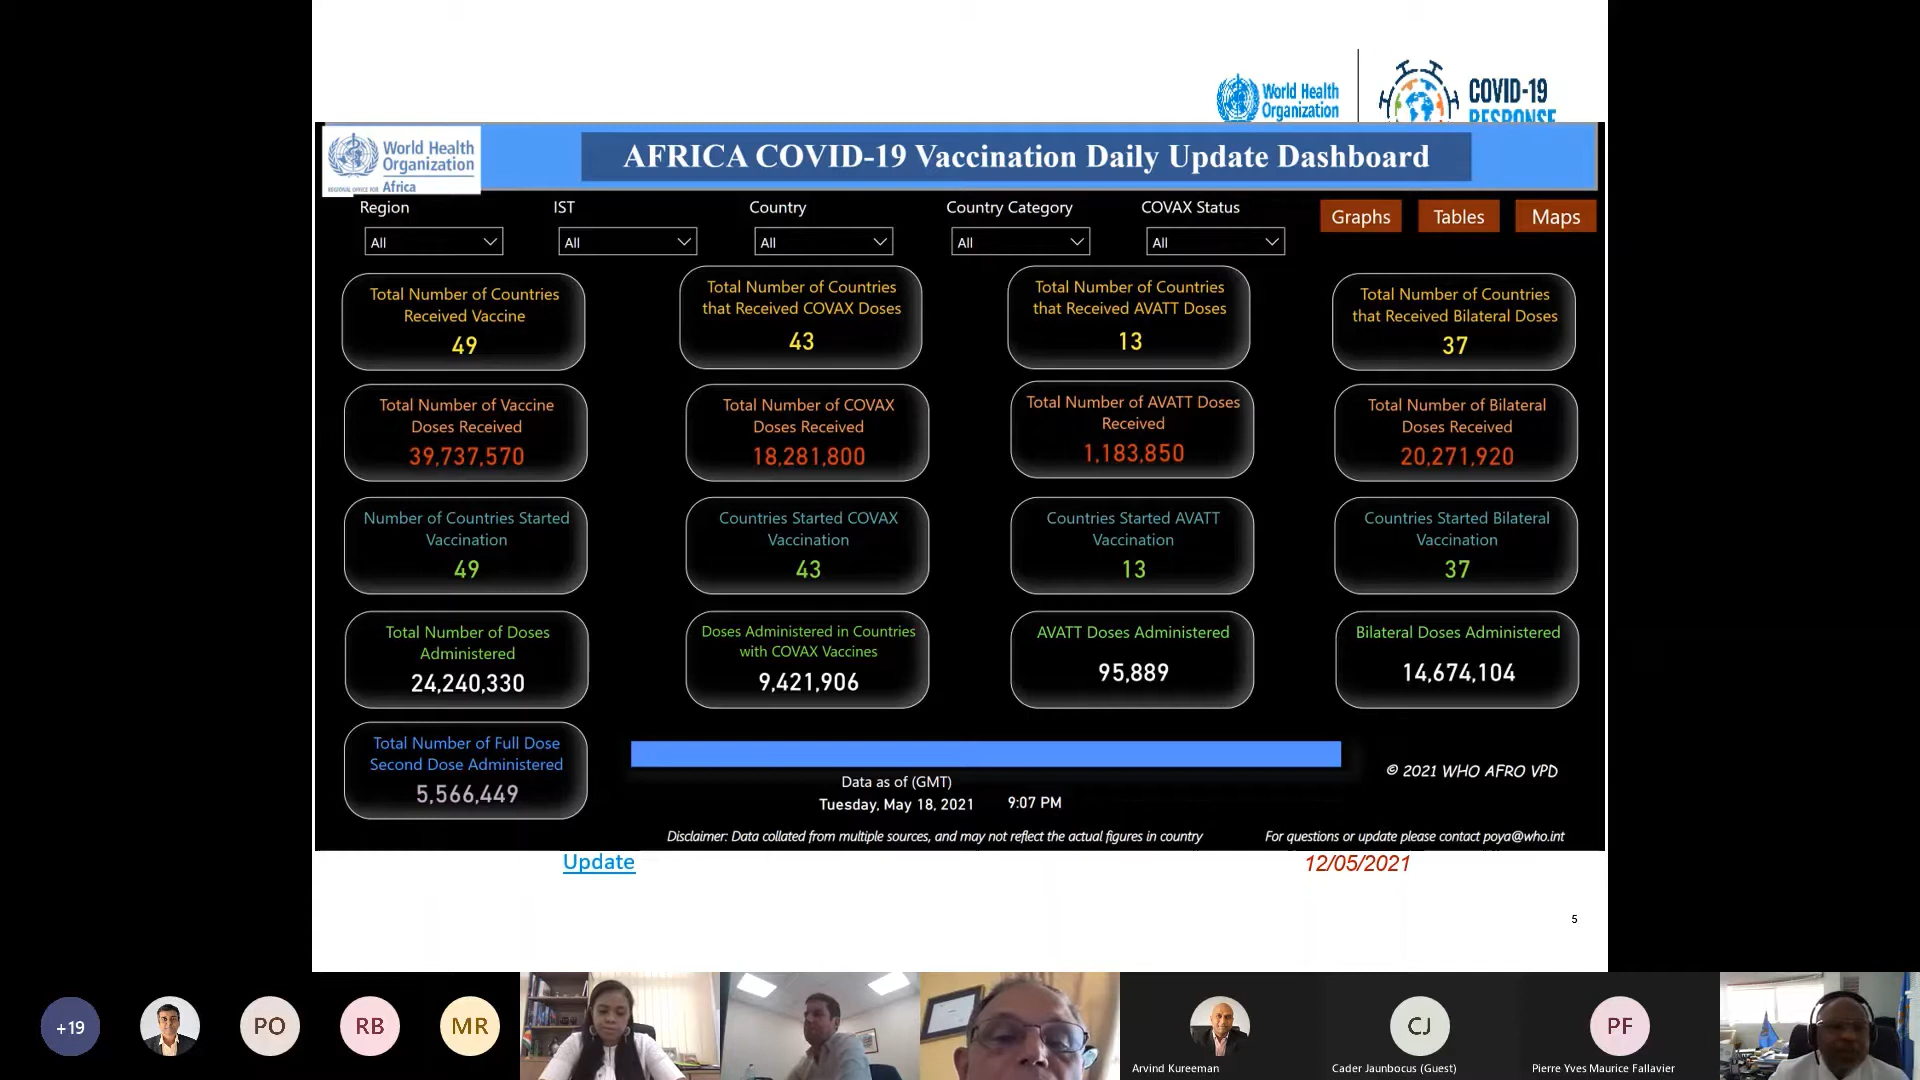 World Health
Organization
COVID-19
RESPONSE
World Health
Organization
REGIONAL OFFICE FOR Africa
AFRICA COVID-19 Vaccination Daily Update Dashboard
Region
IST
Country
Country Category
COVAX Status
All
All
All
All
All
Graphs
Tables
Maps
Total Number of Countries
Received Vaccine
49
Total Number of Countries
that Received COVAX Doses
43
Total Number of Countries
that Received AVATT Doses
13
Total Number of Countries
that Received Bilateral Doses
37
Total Number of Vaccine
Doses Received
39,737,570
Total Number of COVAX
Doses Received
18,281,800
Total Number of AVATT Doses
Received
1,183,850
Total Number of Bilateral
Doses Received
20,271,920
Number of Countries Started
Vaccination
49
Countries Started COVAX
Vaccination
43
Countries Started AVATT
Vaccination
13
Countries Started Bilateral
Vaccination
37
Total Number of Doses
Administered
24,240,330
Doses Administered in Countries
with COVAX Vaccines
9,421,906
AVATT Doses Administered
95,889
Bilateral Doses Administered
14,674,104
Total Number of Full Dose
Second Dose Administered
5,566,449
Data as of (GMT)
Tuesday, May 18, 2021
9:07 PM
© 2021 WHO AFRO VPD
Disclaimer: Data collated from multiple sources, and may not reflect the actual figures in country
For questions or update please contact poya@who.int
Update
12/05/2021
5
+19
PO
RB
MR
Arvind Kureeman
CJ
Cader Jaunbocus (Guest)
PF
Pierre Yves Maurice Fallavier